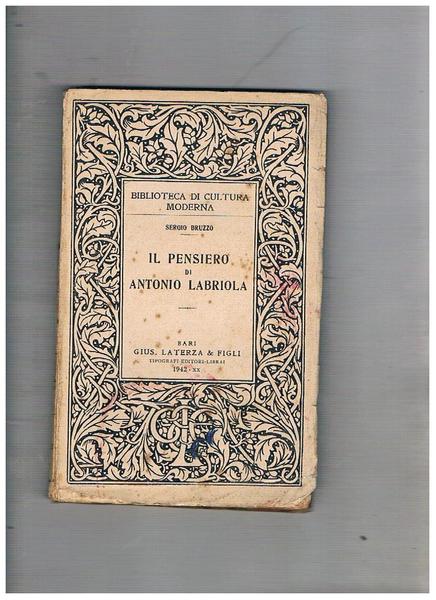 BIBLIOTECA DI CULTURA
MODERNA
SERGIO BRUZZO
IL PENSIERO
DI
ANTONIO LABRIOLA
BARI
GIUS. LATERZA & FIGLI
TIPOGRAFI-EDITORI-LIBRAI
1942-XX